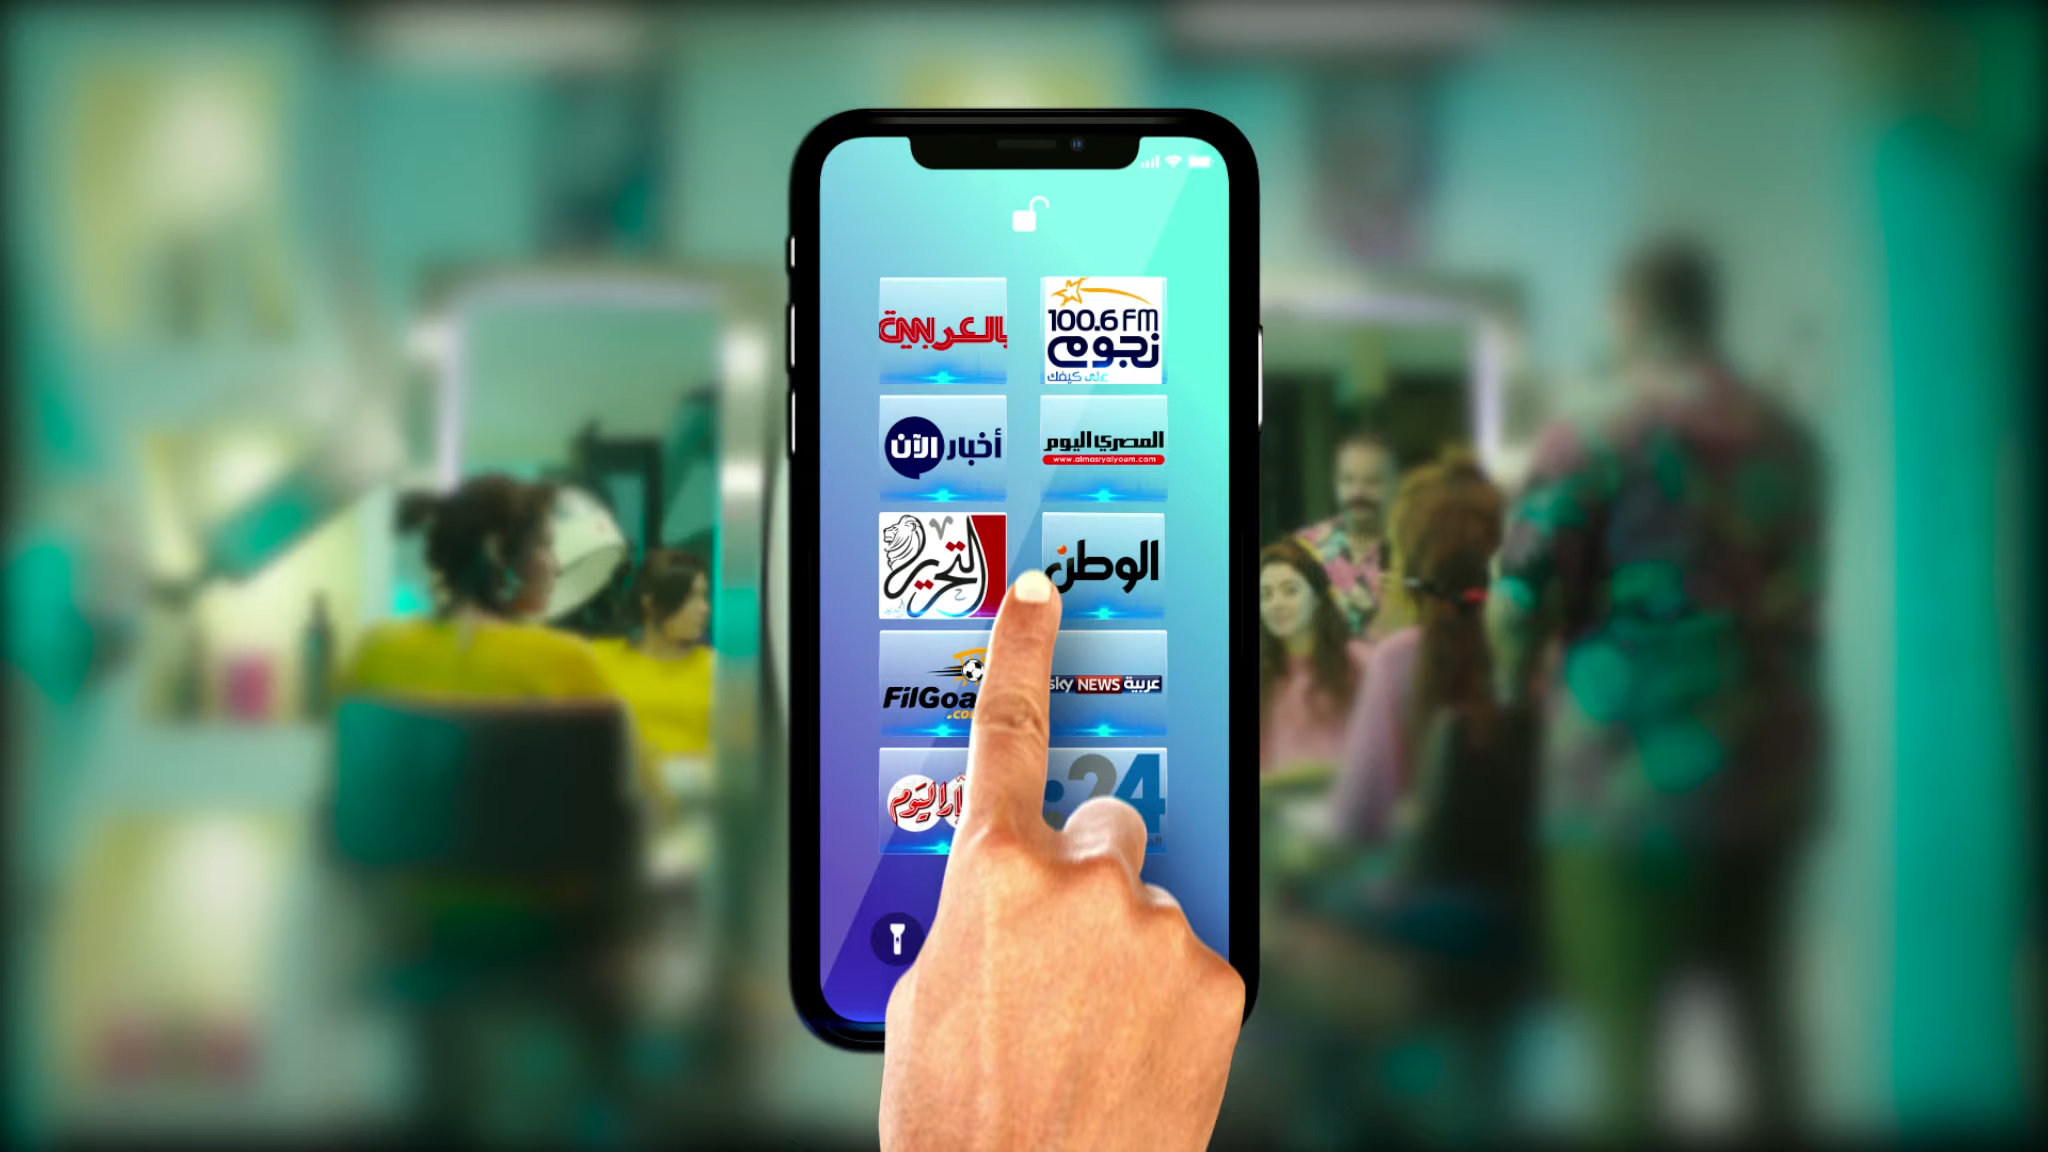 بالعربية
100.6 FM
نجوم
على كيفك
أخبار الآن
المصري اليوم
www.almasryalyoum.com
التحرير
الوطن
FilGoa
.co
sky NEWS عربية
اليوم
24